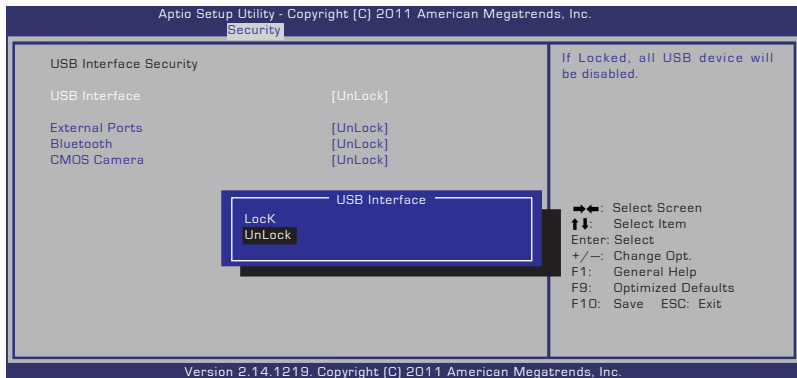 Aptio Setup Utility - Copyright (C) 2011 American Megatrends, Inc.
Security
USB Interface Security
USB Interface [UnLock]
External Ports [UnLock]
Bluetooth [UnLock]
CMOS Camera [UnLock]
USB Interface
LocK
UnLock
If Locked, all USB device will
be disabled.
→←: Select Screen
↑↓: Select Item
Enter: Select
+/—: Change Opt.
F1: General Help
F9: Optimized Defaults
F10: Save ESC: Exit
Version 2.14.1219. Copyright (C) 2011 American Megatrends, Inc.